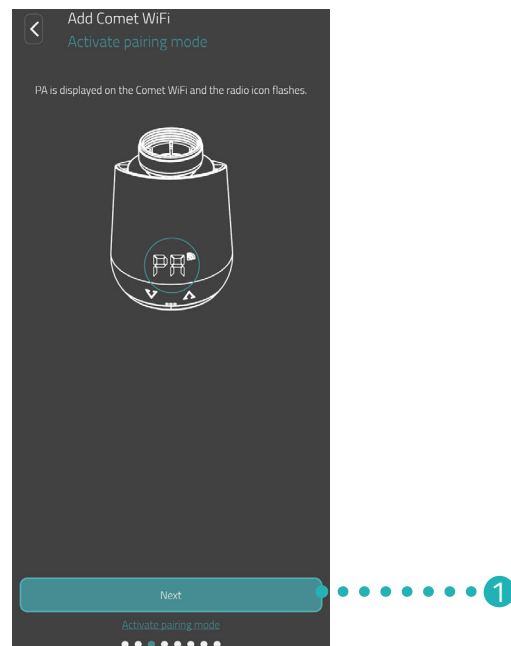 Add Comet WiFi
Activate pairing mode
PA is displayed on the Comet WiFi and the radio icon flashes.
PA
Next
1
Activate pairing mode